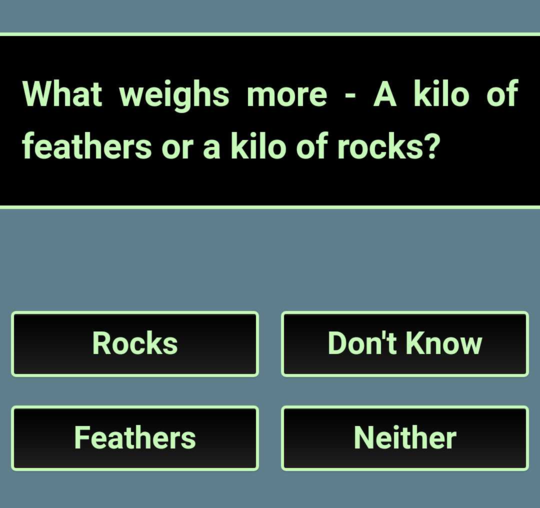 What weighs more - A kilo of
feathers or a kilo of rocks?
Rocks
Don't Know
Feathers
Neither